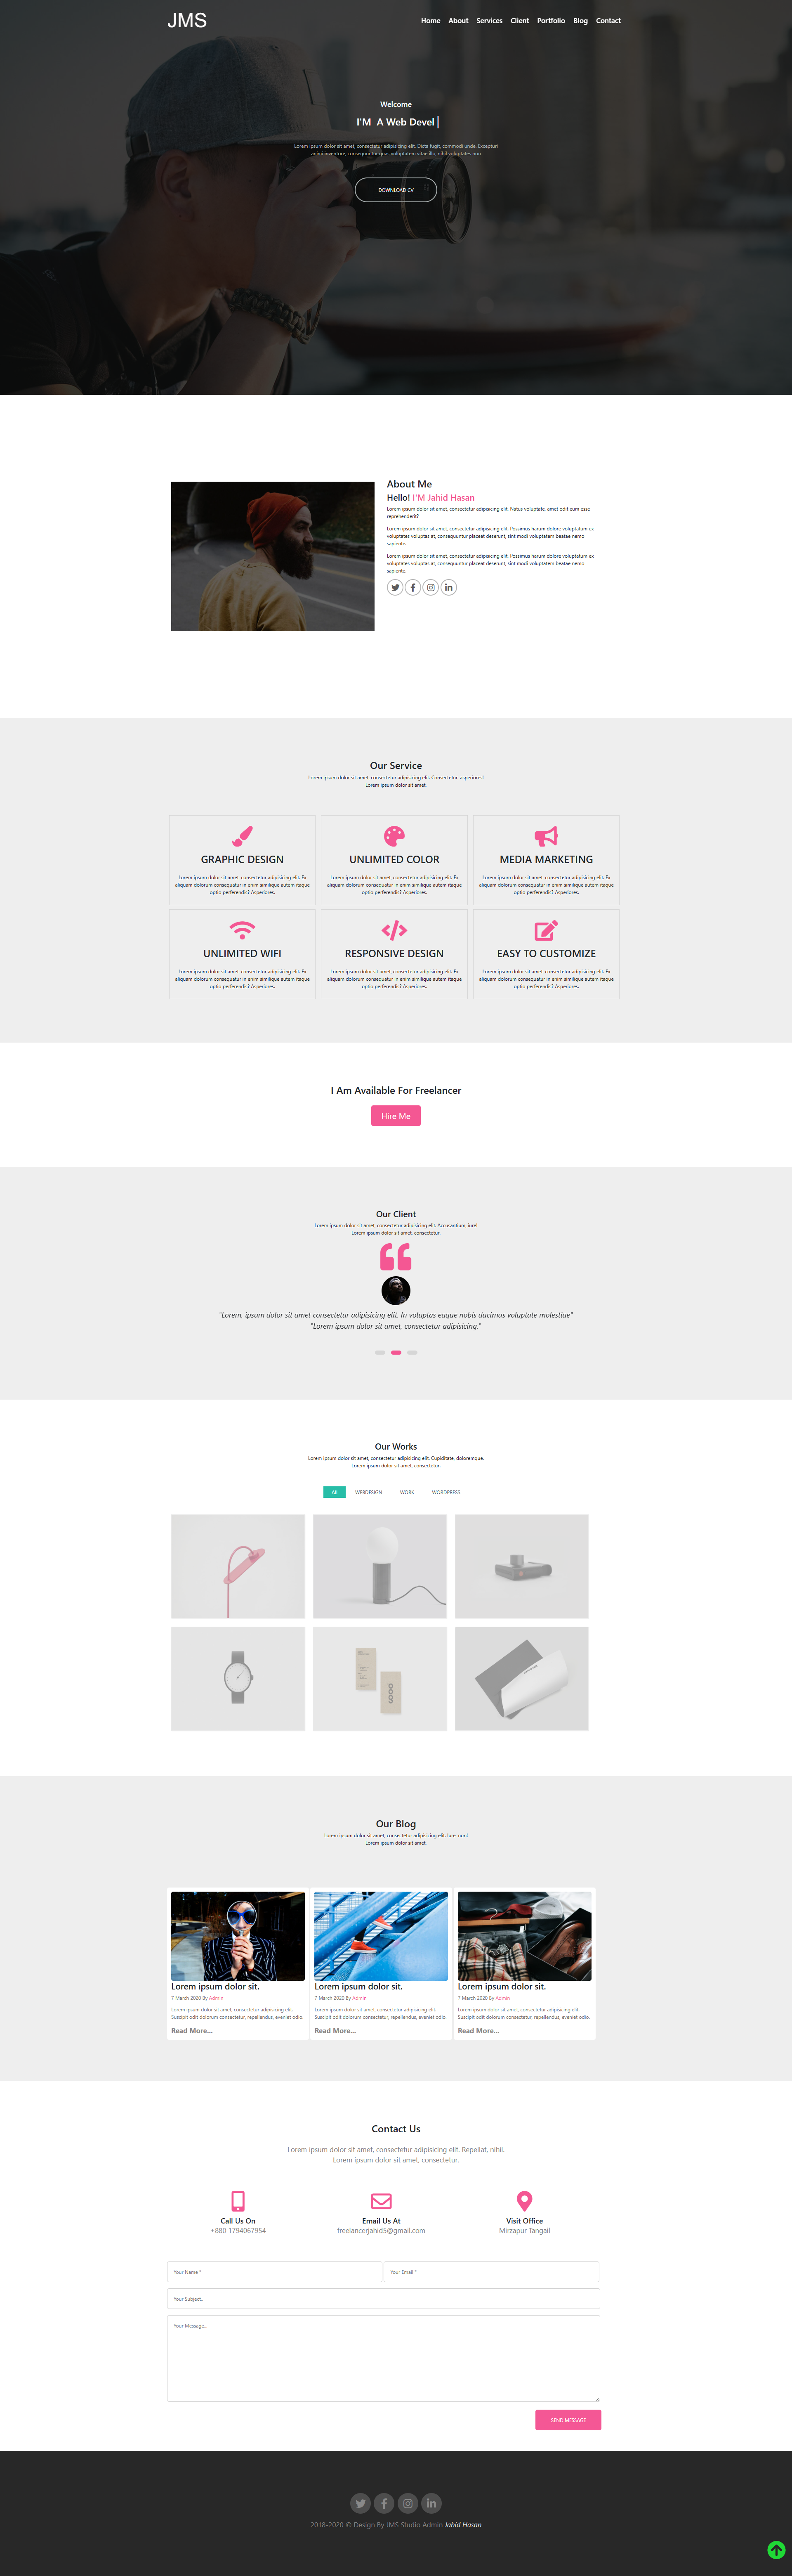 JMS
Home About Services Client Portfolio Blog Contact
Welcome
I'M A Web Devel
Lorem ipsum dolor sit amet, consectetur adipisicing elit. Dicta fugit, commodi unde. Excepturi
animi inventore, consequuntur quas voluptatem vitae illo, nihil voluptates non
DOWNLOAD CV
About Me
Hello! I'M Jahid Hasan
Lorem ipsum dolor sit amet, consectetur adipisicing elit. Natus voluptate, amet odit eum esse
reprehenderit?
Lorem ipsum dolor sit amet, consectetur adipisicing elit. Possimus harum dolore voluptatum ex
voluptates voluptas at, consequuntur placeat deserunt, sint modi voluptatem beatae nemo
sapiente.
Lorem ipsum dolor sit amet, consectetur adipisicing elit. Possimus harum dolore voluptatum ex
voluptates voluptas at, consequuntur placeat deserunt, sint modi voluptatem beatae nemo
sapiente.
Our Service
Lorem ipsum dolor sit amet, consectetur adipisicing elit. Consectetur, asperiores!
Lorem ipsum dolor sit amet.
GRAPHIC DESIGN
Lorem ipsum dolor sit amet, consectetur adipisicing elit. Ex
aliquam dolorum consequatur in enim similique autem itaque
optio perferendis? Asperiores.
UNLIMITED COLOR
Lorem ipsum dolor sit amet, consectetur adipisicing elit. Ex
aliquam dolorum consequatur in enim similique autem itaque
optio perferendis? Asperiores.
MEDIA MARKETING
Lorem ipsum dolor sit amet, consectetur adipisicing elit. Ex
aliquam dolorum consequatur in enim similique autem itaque
optio perferendis? Asperiores.
UNLIMITED WIFI
Lorem ipsum dolor sit amet, consectetur adipisicing elit. Ex
aliquam dolorum consequatur in enim similique autem itaque
optio perferendis? Asperiores.
RESPONSIVE DESIGN
Lorem ipsum dolor sit amet, consectetur adipisicing elit. Ex
aliquam dolorum consequatur in enim similique autem itaque
optio perferendis? Asperiores.
EASY TO CUSTOMIZE
Lorem ipsum dolor sit amet, consectetur adipisicing elit. Ex
aliquam dolorum consequatur in enim similique autem itaque
optio perferendis? Asperiores.
I Am Available For Freelancer
Hire Me
Our Client
Lorem ipsum dolor sit amet, consectetur adipisicing elit. Accusantium, iure!
Lorem ipsum dolor sit amet, consectetur.
"Lorem, ipsum dolor sit amet consectetur adipisicing elit. In voluptas eaque nobis ducimus voluptate molestiae"
"Lorem ipsum dolor sit amet, consectetur adipisicing."
Our Works
Lorem ipsum dolor sit amet, consectetur adipisicing elit. Cupiditate, doloremque.
Lorem ipsum dolor sit amet, consectetur.
All WEBDESIGN WORK WORDPRESS
Our Blog
Lorem ipsum dolor sit amet, consectetur adipisicing elit. Iure, non!
Lorem ipsum dolor sit amet.
Lorem ipsum dolor sit.
7 March 2020 By Admin
Lorem ipsum dolor sit amet, consectetur adipisicing elit.
Suscipit odit dolorum consectetur, repellendus, eveniet odio.
Read More...
Lorem ipsum dolor sit.
7 March 2020 By Admin
Lorem ipsum dolor sit amet, consectetur adipisicing elit.
Suscipit odit dolorum consectetur, repellendus, eveniet odio.
Read More...
Lorem ipsum dolor sit.
7 March 2020 By Admin
Lorem ipsum dolor sit amet, consectetur adipisicing elit.
Suscipit odit dolorum consectetur, repellendus, eveniet odio.
Read More...
Contact Us
Lorem ipsum dolor sit amet, consectetur adipisicing elit. Repellat, nihil.
Lorem ipsum dolor sit amet, consectetur.
Call Us On
+880 1794067954
Email Us At
freelancerjahid5@gmail.com
Visit Office
Mirzapur Tangail
Your Name *
Your Email *
Your Subject..
Your Message...
SEND MESSAGE
2018-2020 © Design By JMS Studio Admin Jahid Hasan